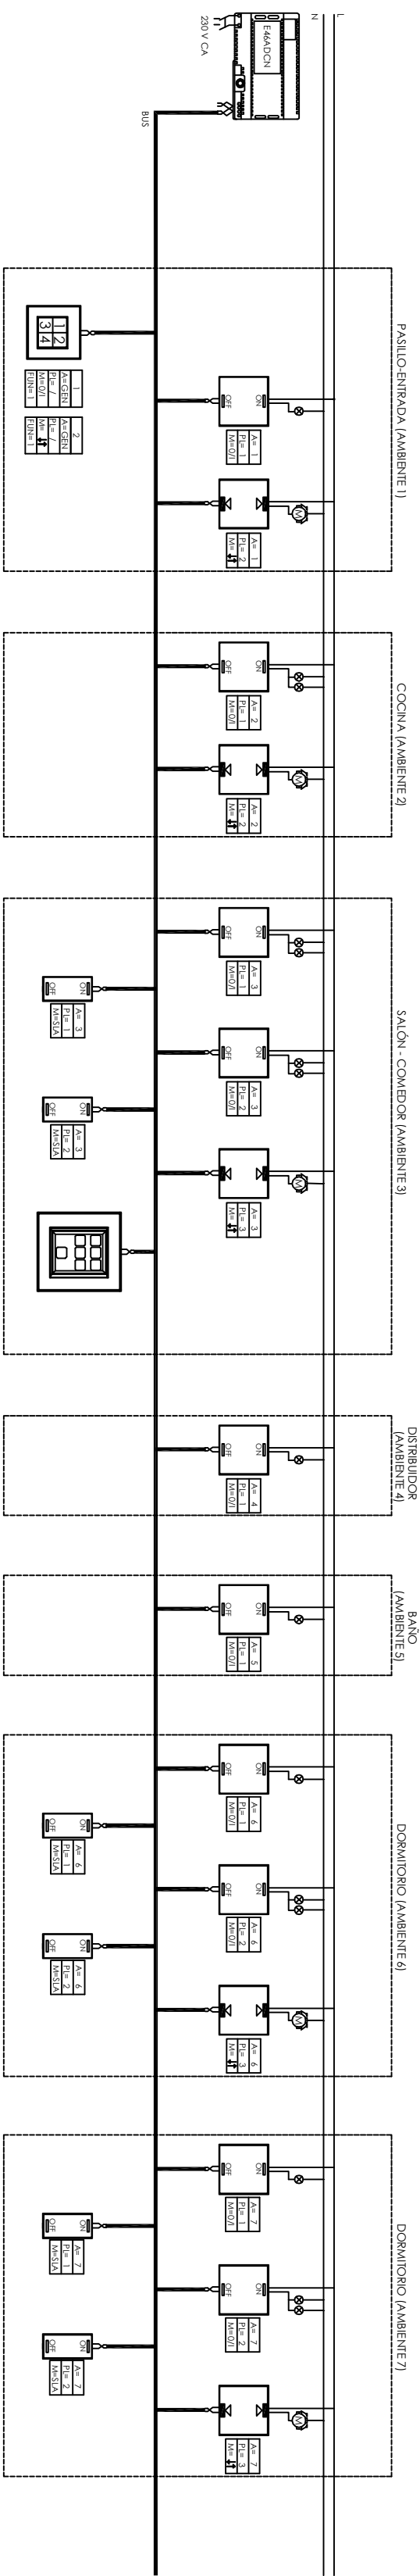 L
N
E46ADCN
230 V CA
BUS
PASILLO-ENTRADA (AMBIENTE 1)
ON
OFF
A= 1
PL= 1
M=0/I
M
A= 1
PL= 2
M=
1 2
3 4
1
A=GEN
PL= /
M=0/I
FUN=1
2
A=GEN
PL= /
M=
FUN=1
COCINA (AMBIENTE 2)
ON
OFF
A= 2
PL= 1
M=0/I
M
A= 2
PL= 2
M=
SALÓN - COMEDOR (AMBIENTE 3)
ON
OFF
A= 3
PL= 1
M=0/I
ON
OFF
A= 3
PL= 2
M=0/I
M
A= 3
PL= 3
M=
ON
OFF
A= 3
PL= 1
M=SLA
ON
OFF
A= 3
PL= 2
M=SLA
DISTRIBUIDOR
(AMBIENTE 4)
ON
OFF
A= 4
PL= 1
M=0/I
BAÑO
(AMBIENTE 5)
ON
OFF
A= 5
PL= 1
M=0/I
DORMITORIO (AMBIENTE 6)
ON
OFF
A= 6
PL= 1
M=0/I
ON
OFF
A= 6
PL= 2
M=0/I
M
A= 6
PL= 3
M=
ON
OFF
A= 6
PL= 1
M=SLA
ON
OFF
A= 6
PL= 2
M=SLA
DORMITORIO (AMBIENTE 7)
ON
OFF
A= 7
PL= 1
M=0/I
ON
OFF
A= 7
PL= 2
M=0/I
M
A= 7
PL= 3
M=
ON
OFF
A= 7
PL= 1
M=SLA
ON
OFF
A= 7
PL= 2
M=SLA